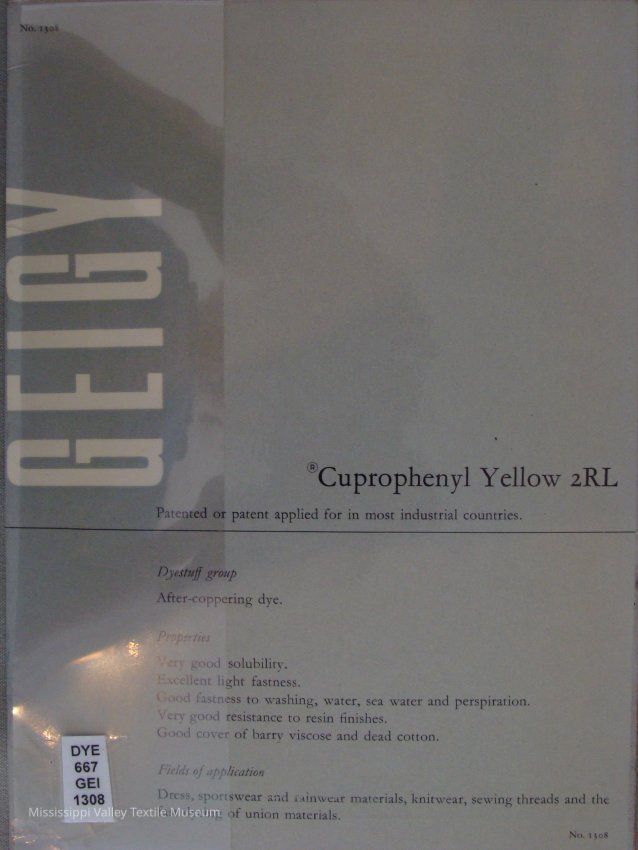 No. 1308
GEIGY
®Cuprophenyl Yellow 2RL
Patented or patent applied for in most industrial countries.
Dyestuff group
After-coppering dye.
Properties
Very good solubility.
Excellent light fastness.
Good fastness to washing, water, sea water and perspiration.
Very good resistance to resin finishes.
Good cover of barry viscose and dead cotton.
Fields of application
Dress, sportswear and rainwear materials, knitwear, sewing threads and the
of union materials.
DYE
667
GEI
1308
Mississippi Valley Textile Museum
No. 1308